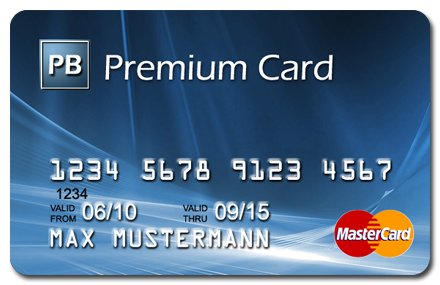 PB Premium Card
1234 5678 9123 4567
1234
VALID FROM 06/10 VALID THRU 09/15
MAX MUSTERMANN
MasterCard